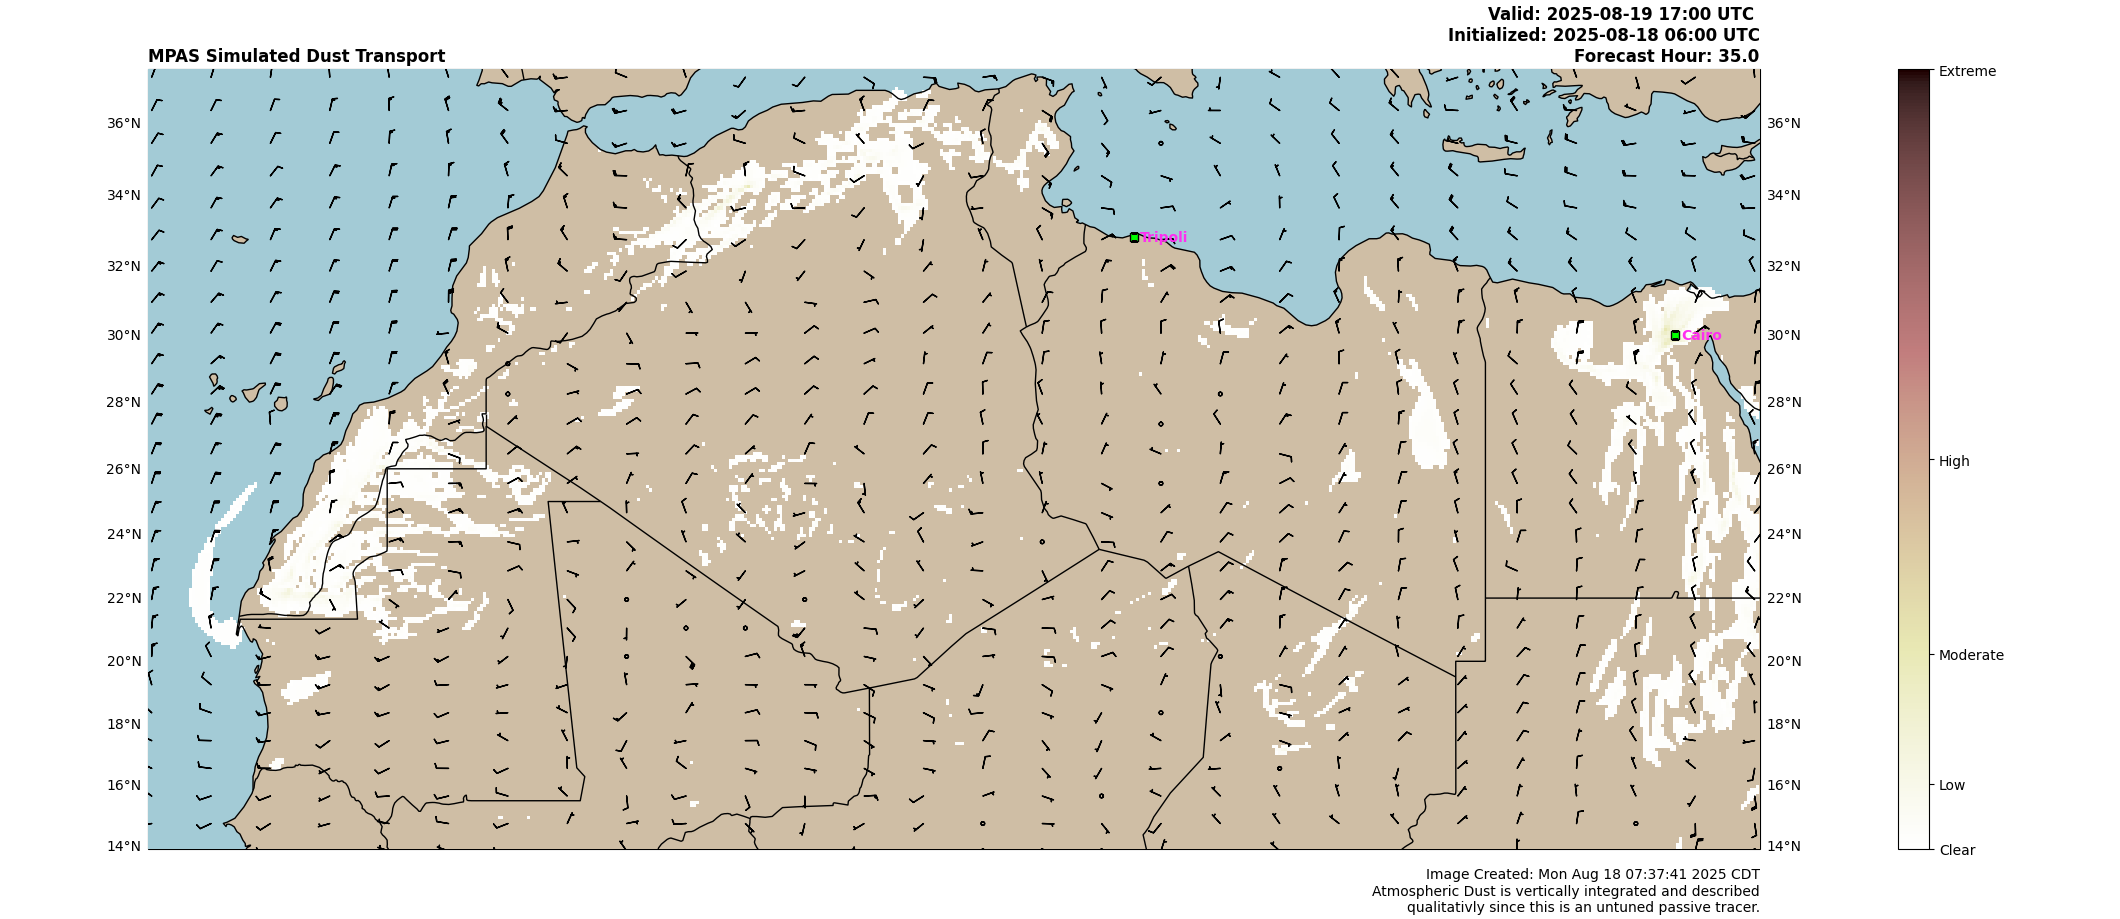 Valid: 2025-08-19 17:00 UTC
Initialized: 2025-08-18 06:00 UTC
MPAS Simulated Dust Transport
Forecast Hour: 35.0
Extreme
36°N 36°N
34°N 34°N
Tripoli
32°N 32°N
30°N Cairo 30°N
28°N 28°N
High
26°N 26°N
24°N 24°N
22°N 22°N
20°N 20°N
Moderate
18°N 18°N
16°N 16°N
Low
14°N 14°N
Clear
Image Created: Mon Aug 18 07:37:41 2025 CDT
Atmospheric Dust is vertically integrated and described
qualitativly since this is an untuned passive tracer.